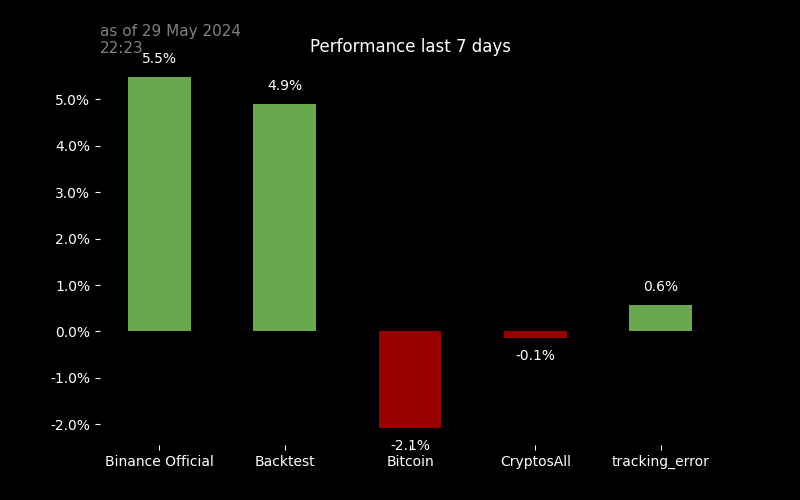 as of 29 May 2024
22:23
Performance last 7 days
5.5%
4.9%
0.6%
-0.1%
-2.1%
5.0%
4.0%
3.0%
2.0%
1.0%
0.0%
-1.0%
-2.0%
Binance Official
Backtest
Bitcoin
CryptosAll
tracking_error